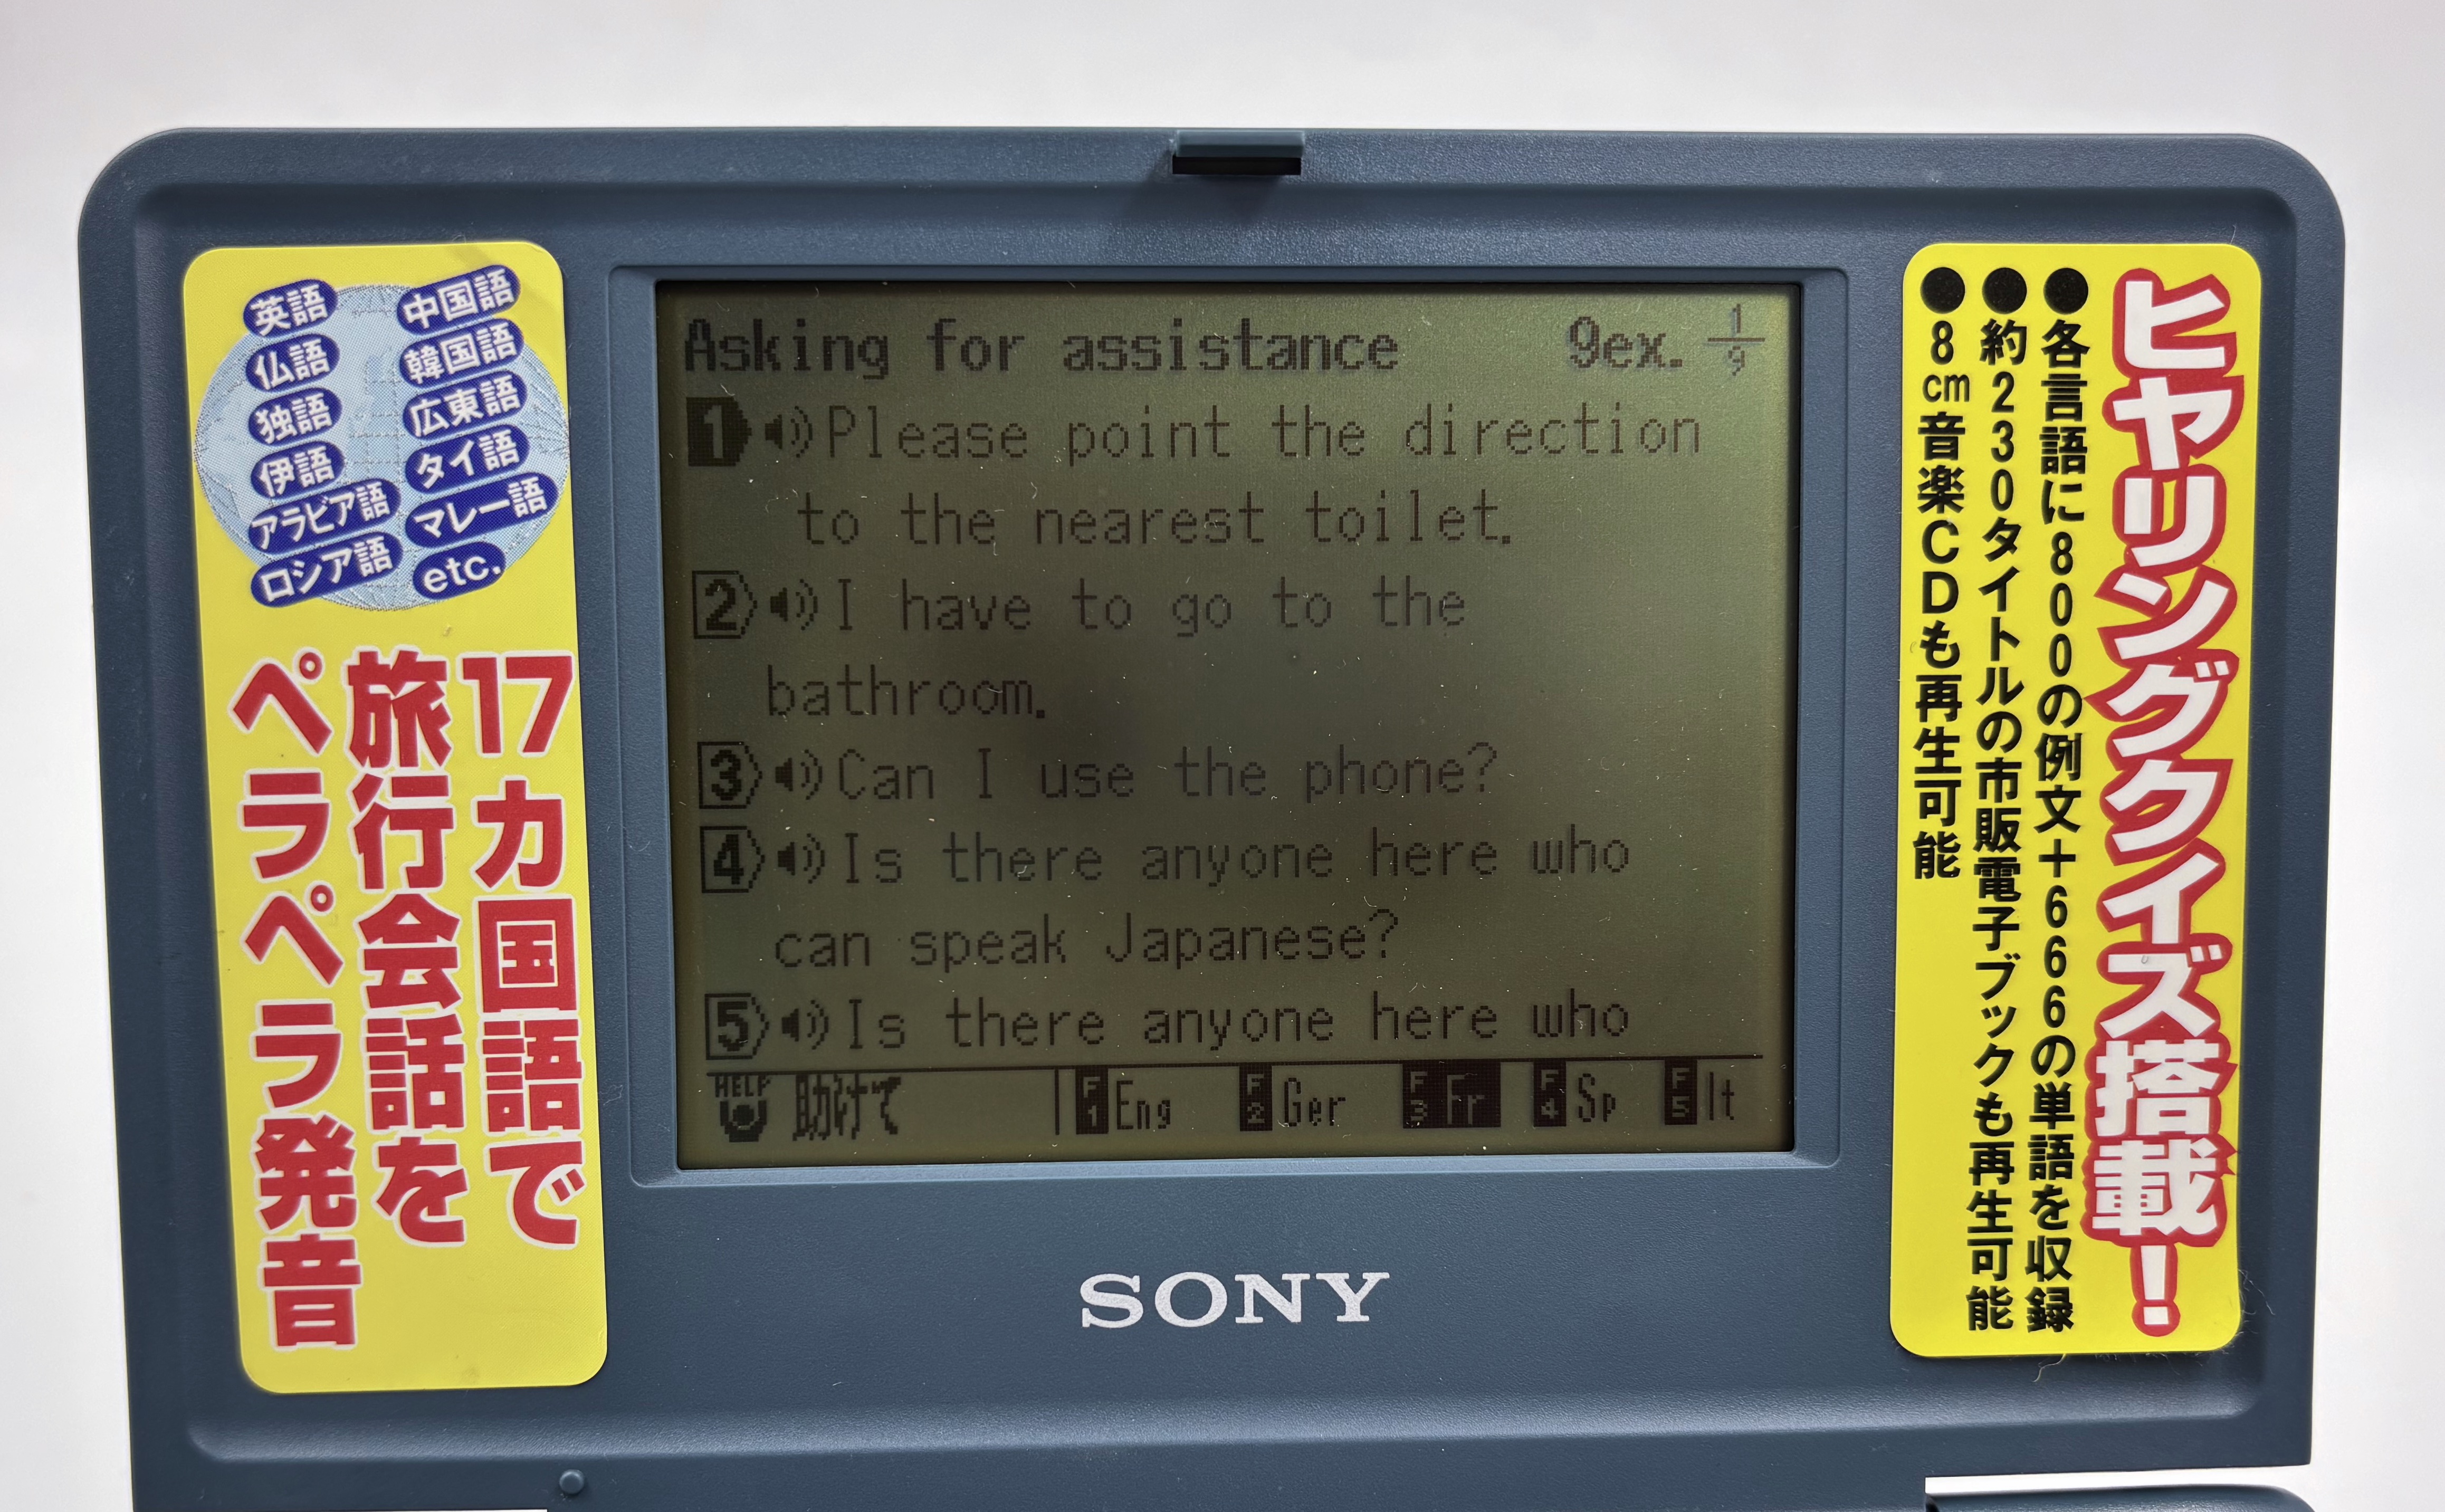 英語
仏語
独語
伊語
アラビア語
ロシア語
中国語
韓国語
広東語
タイ語
マレー語
etc.
17カ国語で
旅行会話を
ペラペラ発音
Asking for assistance 9ex. 1/9
1 Please point the direction
to the nearest toilet.
2 I have to go to the
bathroom.
3 Can I use the phone?
4 Is there anyone here who
can speak Japanese?
5 Is there anyone here who
HELP 助けて F1 Eng F2 Ger F3 Fr F4 Sp F5 It
SONY
ヒヤリングクイズ搭載!
●各言語に800の例文+666の単語を収録
●約230タイトルの市販電子ブックも再生可能
●8cm音楽CDも再生可能